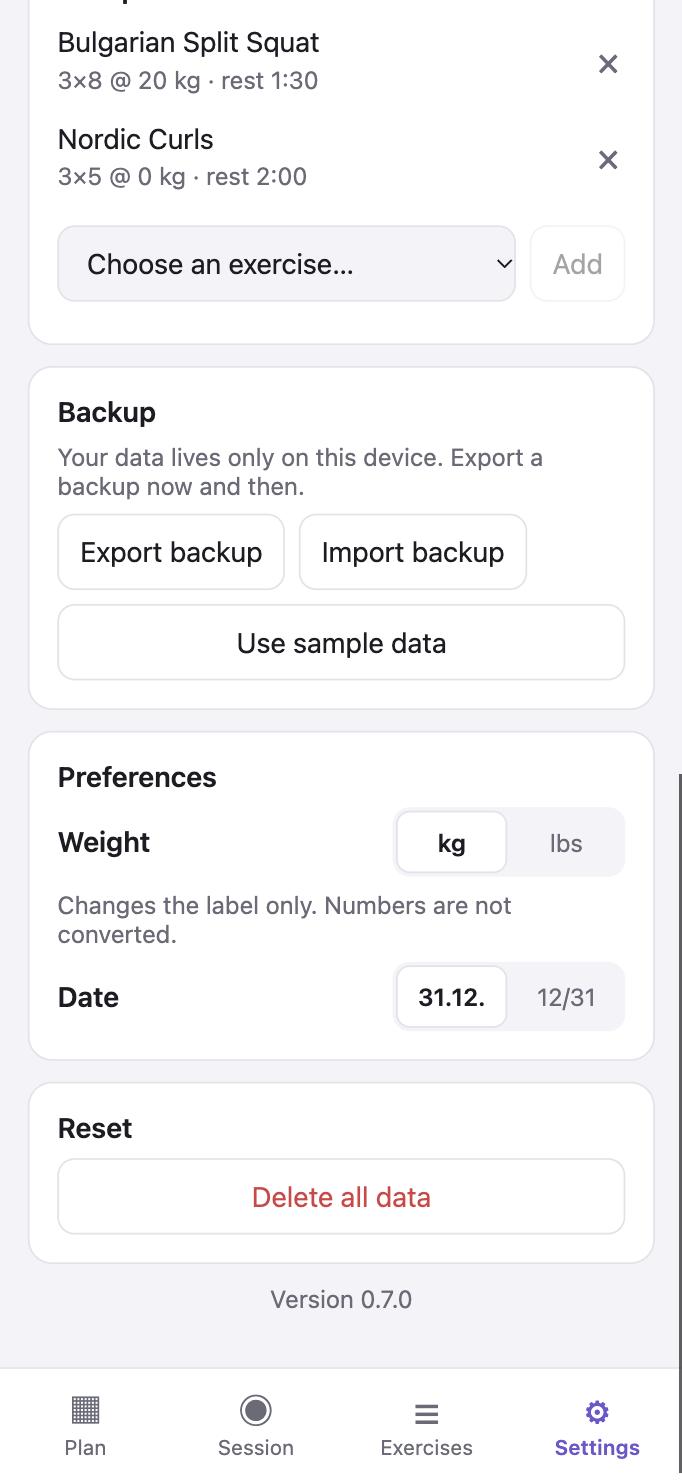 Bulgarian Split Squat
3×8 @ 20 kg · rest 1:30
Nordic Curls
3×5 @ 0 kg · rest 2:00
Choose an exercise...
Add
Backup
Your data lives only on this device. Export a
backup now and then.
Export backup
Import backup
Use sample data
Preferences
Weight
kg
lbs
Changes the label only. Numbers are not
converted.
Date
31.12.
12/31
Reset
Delete all data
Version 0.7.0
Plan
Session
Exercises
Settings